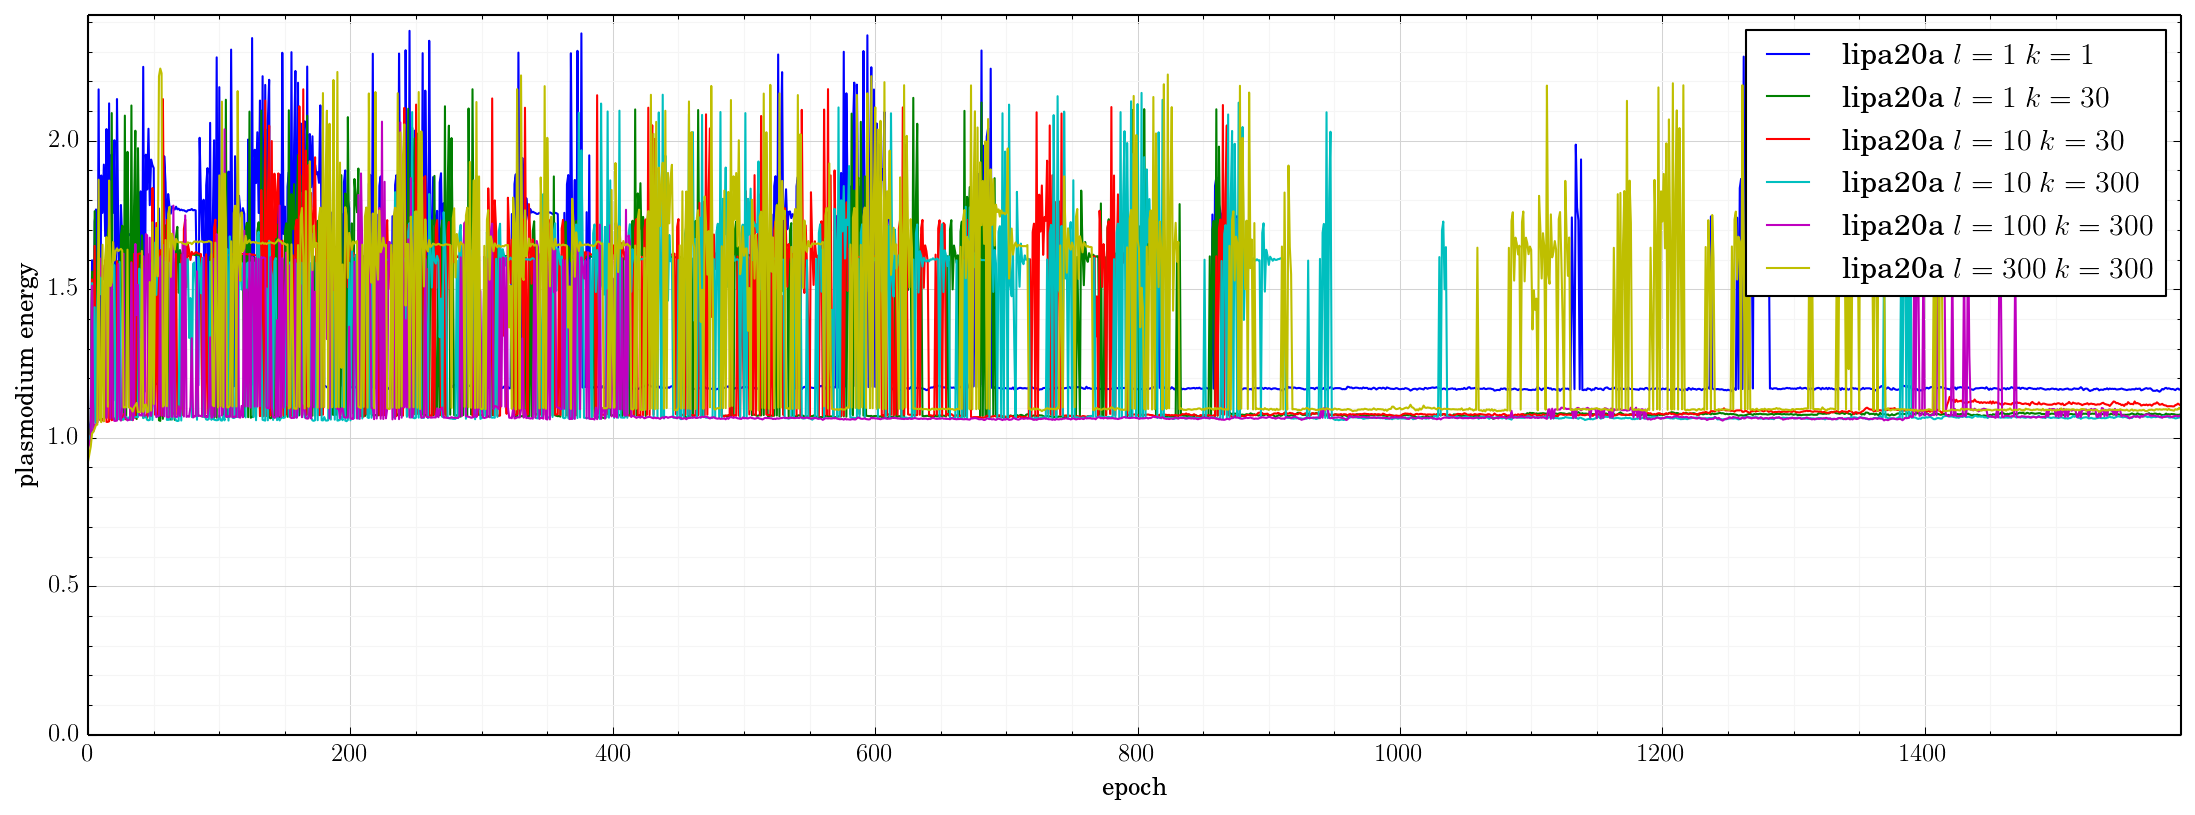 plasmodium energy
2.0
1.5
1.0
0.5
0.0
lipa20a l = 1 k = 1
lipa20a l = 1 k = 30
lipa20a l = 10 k = 30
lipa20a l = 10 k = 300
lipa20a l = 100 k = 300
lipa20a l = 300 k = 300
0 200 400 600 800 1000 1200 1400
epoch